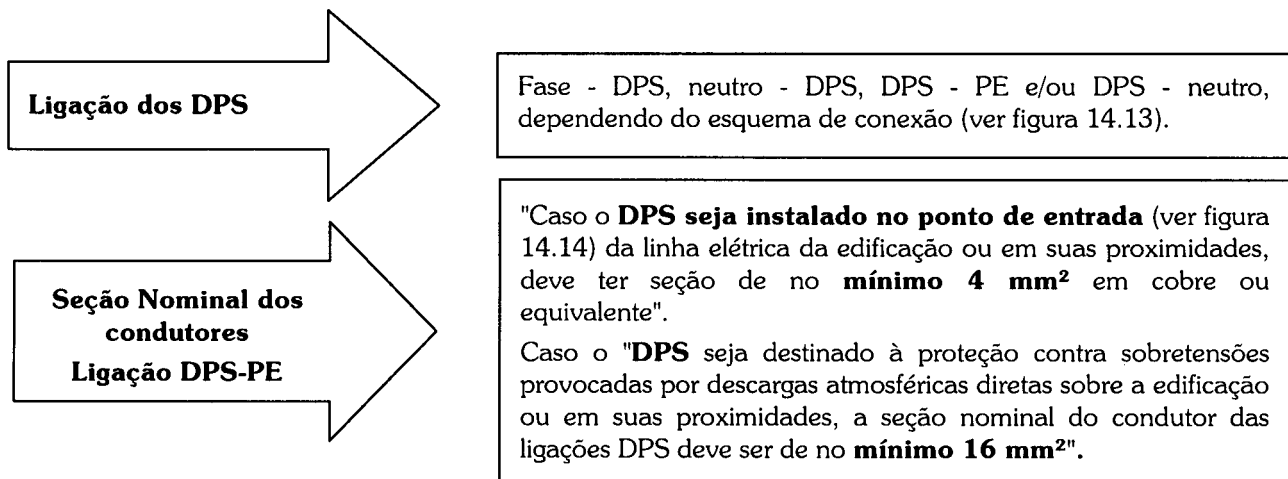 Ligação dos DPS
Fase - DPS, neutro - DPS, DPS - PE e/ou DPS - neutro,
dependendo do esquema de conexão (ver figura 14.13).
Seção Nominal dos
condutores
Ligação DPS-PE
"Caso o DPS seja instalado no ponto de entrada (ver figura
14.14) da linha elétrica da edificação ou em suas proximidades,
deve ter seção de no mínimo 4 mm² em cobre ou
equivalente".
Caso o "DPS seja destinado à proteção contra sobretensões
provocadas por descargas atmosféricas diretas sobre a edificação
ou em suas proximidades, a seção nominal do condutor das
ligações DPS deve ser de no mínimo 16 mm²".